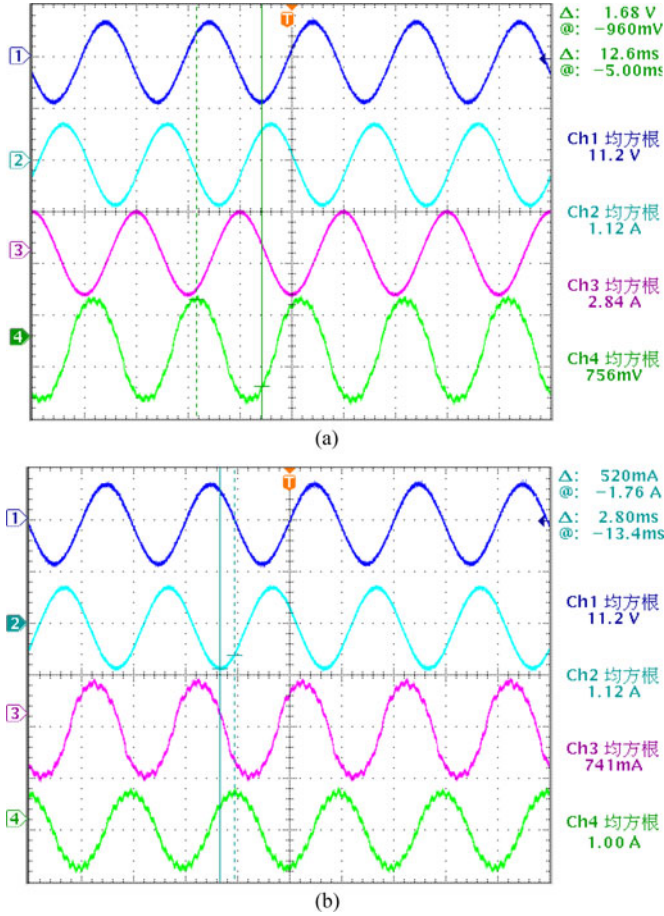 T
Δ: 1.68 V
@: −960mV
Δ: 12.6ms
@: −5.00ms
1
Ch1 均方根
11.2 V
2
Ch2 均方根
1.12 A
3
Ch3 均方根
2.84 A
4
Ch4 均方根
756mV
(a)
T
Δ: 520mA
@: −1.76 A
Δ: 2.80ms
@: −13.4ms
1
Ch1 均方根
11.2 V
2
Ch2 均方根
1.12 A
3
Ch3 均方根
741mA
4
Ch4 均方根
1.00 A
(b)